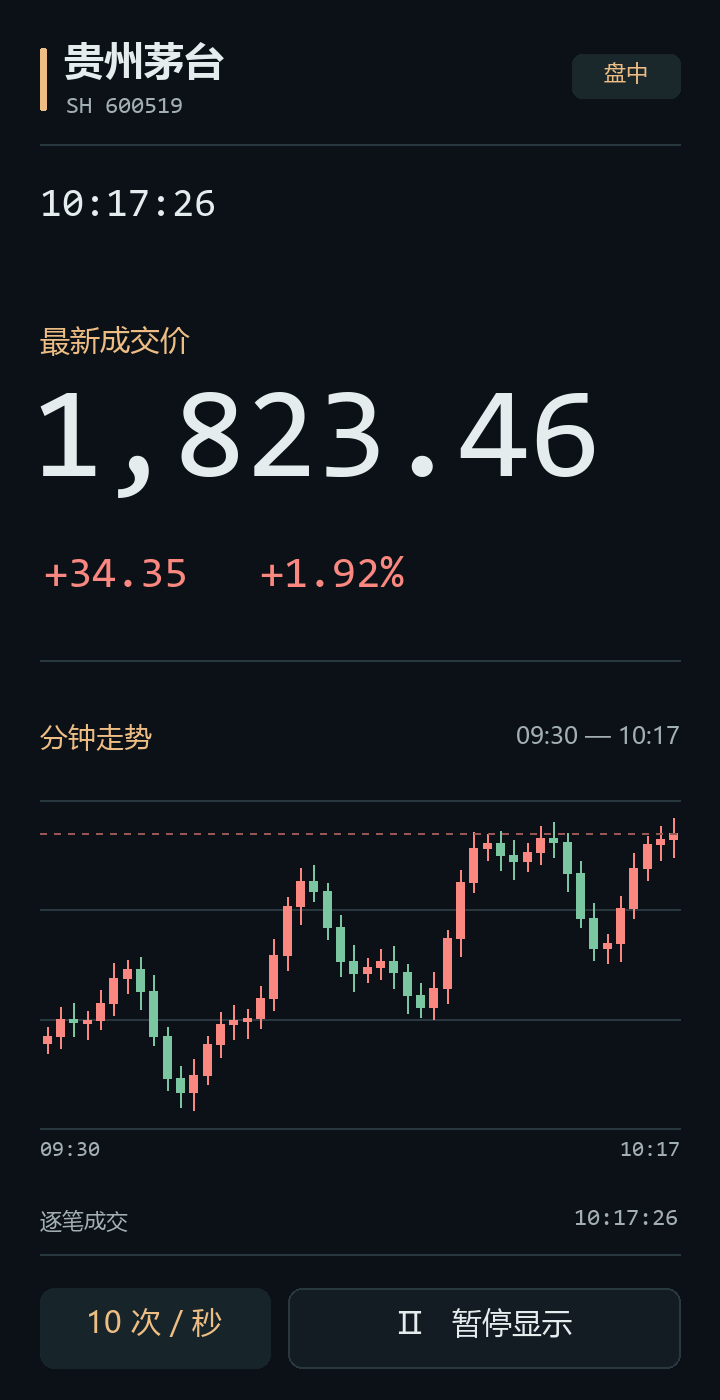 贵州茅台
SH 600519
盘中
10:17:26
最新成交价
1,823.46
+34.35 +1.92%
分钟走势 09:30 — 10:17
09:30 10:17
逐笔成交 10:17:26
10 次 / 秒
暂停显示